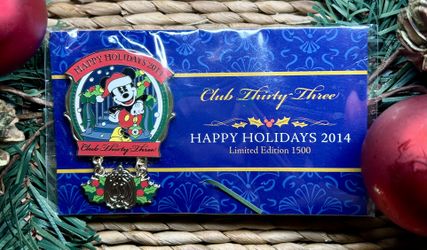 HAPPY HOLIDAYS 2014
Club Thirty-Three
Club Thirty-Three
HAPPY HOLIDAYS 2014
Limited Edition 1500